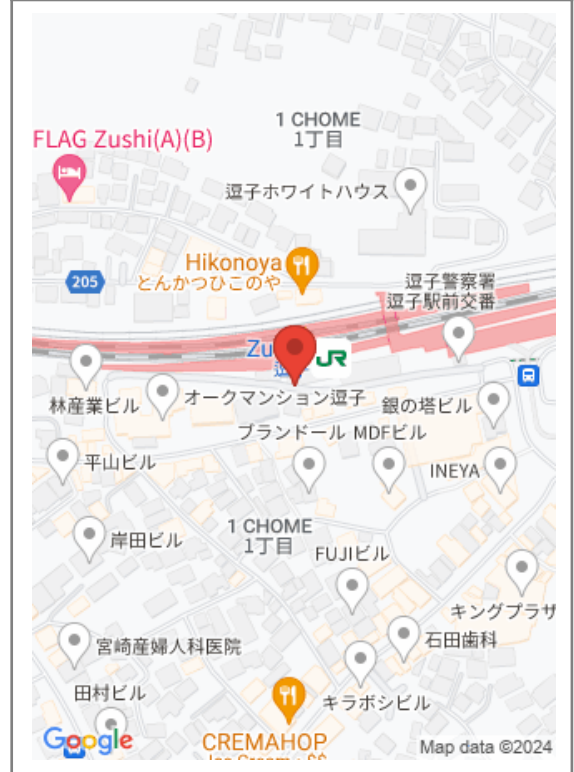 1 CHOME
1丁目
FLAG Zushi(A)(B)
逗子ホワイトハウス
Hikonoya
とんかつひこのや
205
逗子警察署
逗子駅前交番
Zu
JR
林産業ビル
オークマンション逗子
銀の塔ビル
ブランドール
MDFビル
平山ビル
INEYA
1 CHOME
1丁目
岸田ビル
FUJIビル
キングプラザ
宮崎産婦人科医院
石田歯科
田村ビル
キラボシビル
Google
CREMAHOP
Map data ©2024
Ice Cream · $$